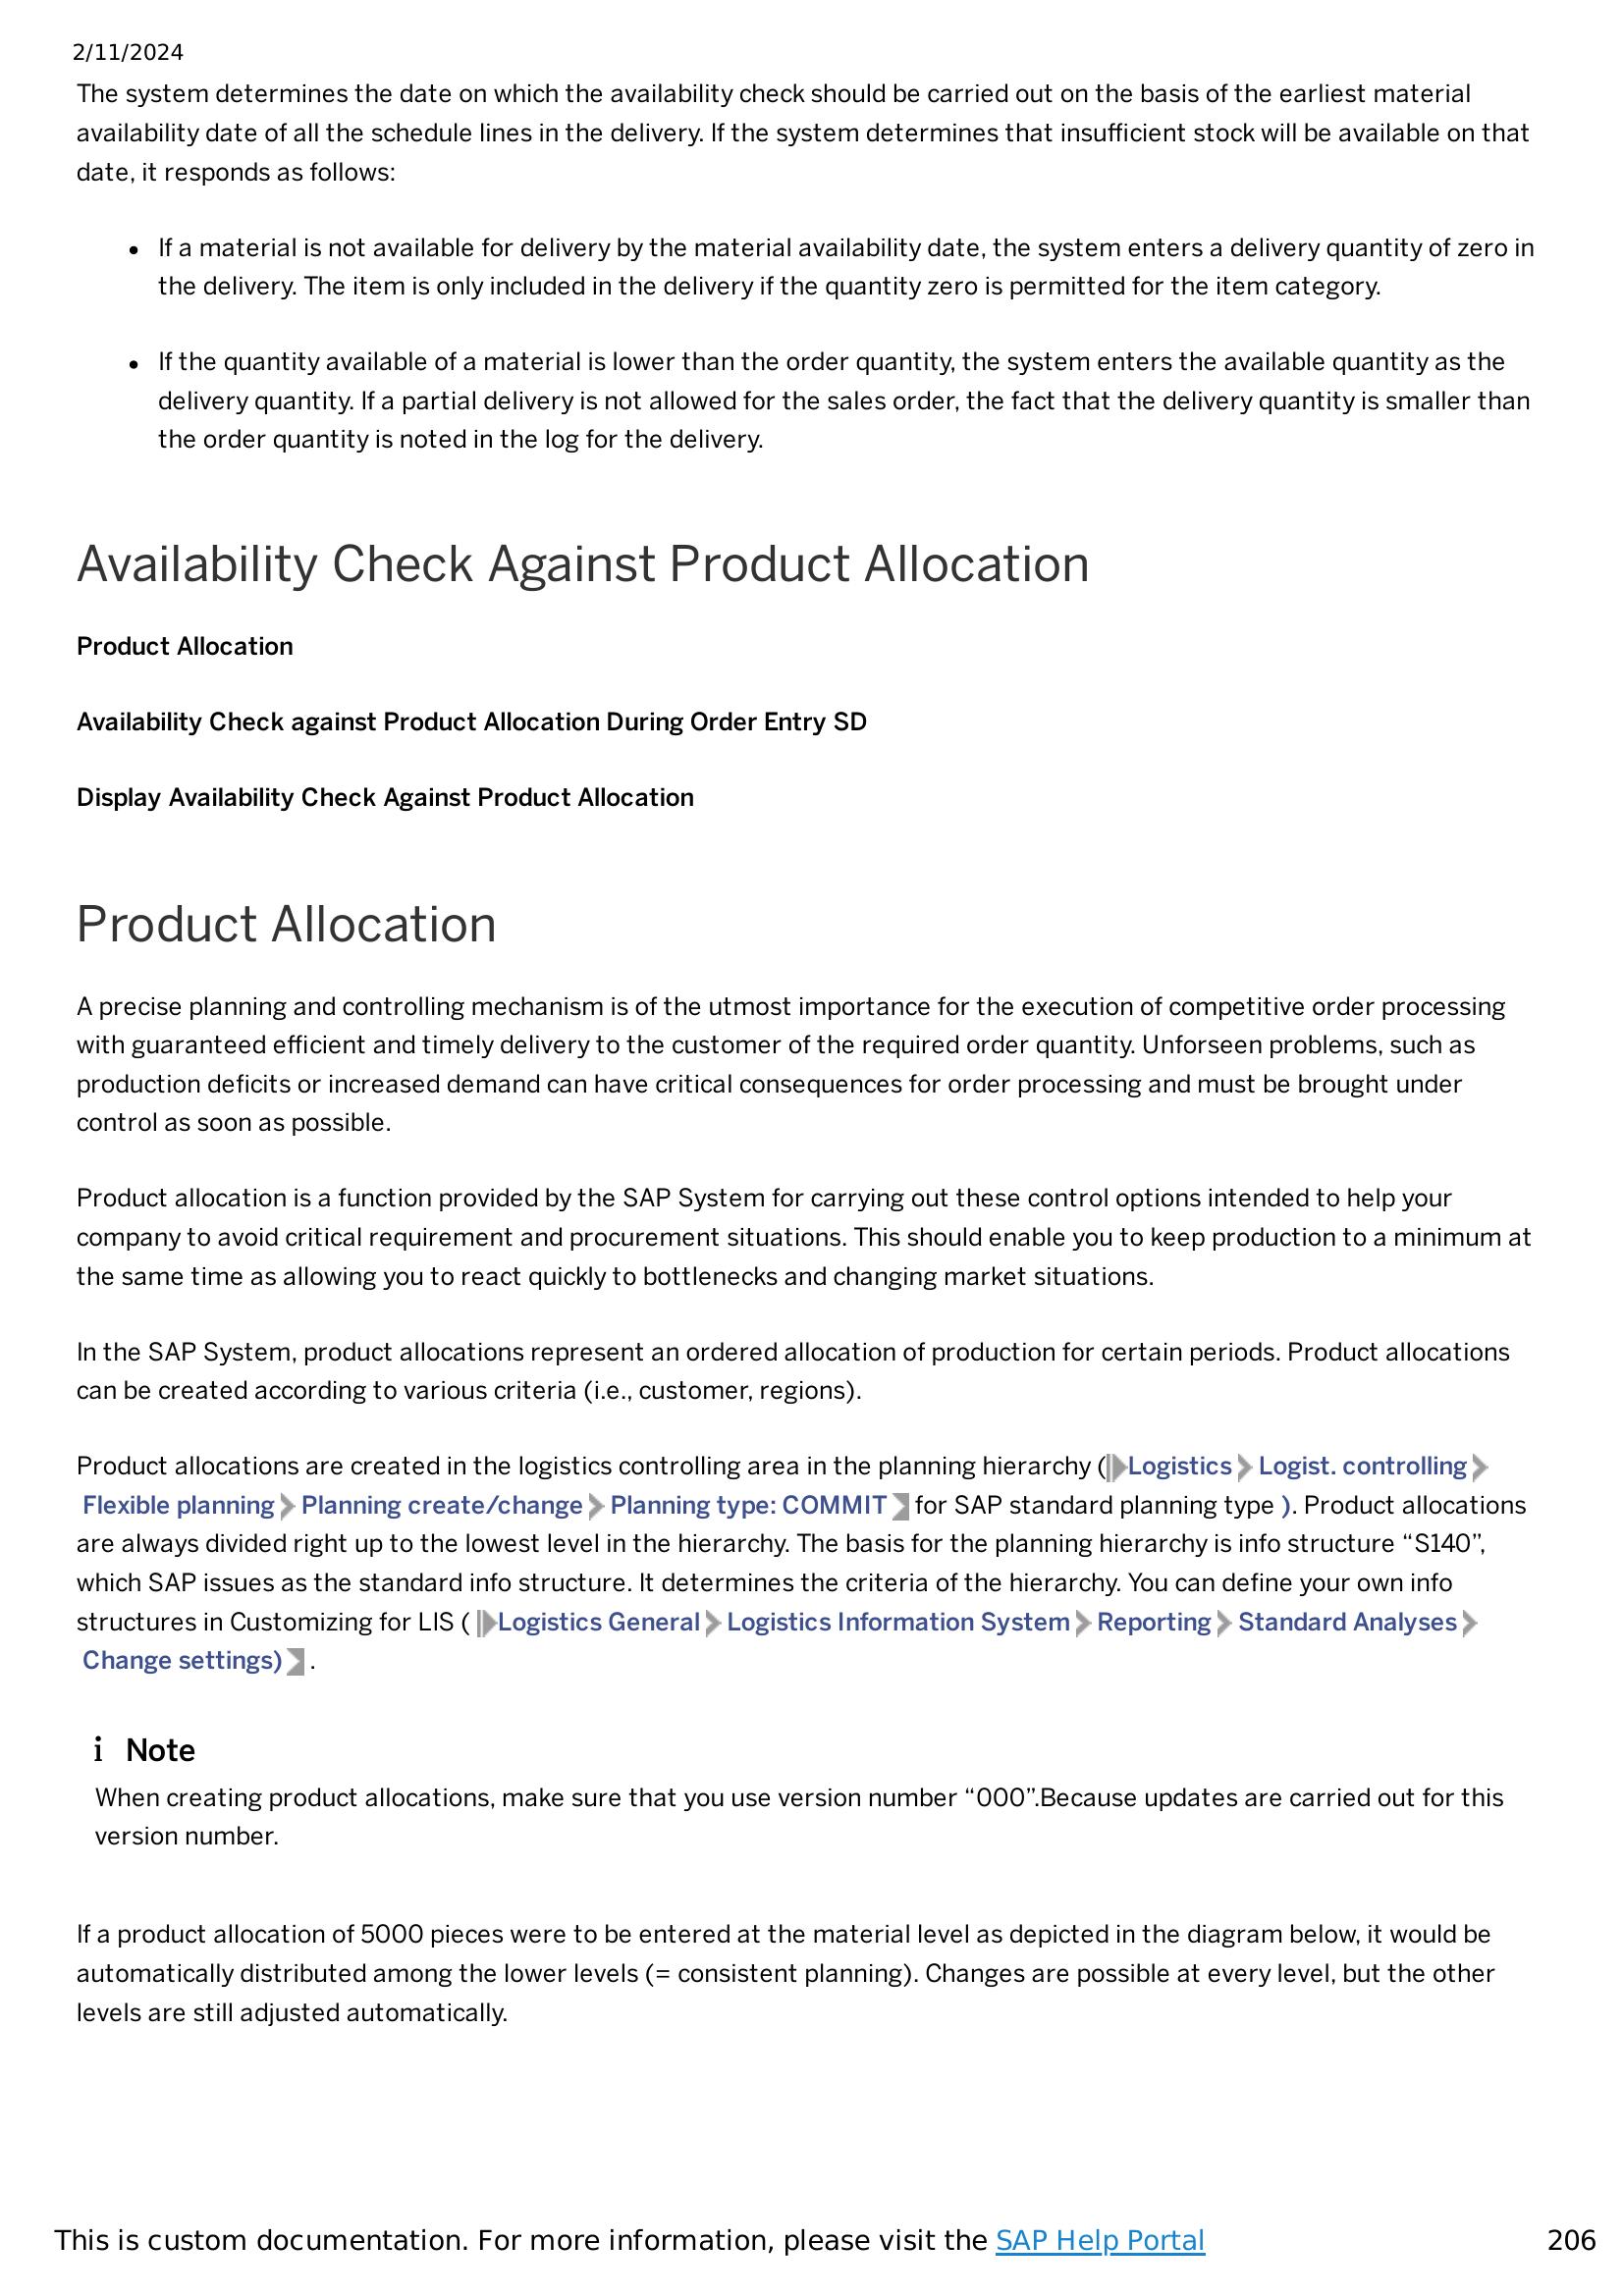 2/11/2024
The system determines the date on which the availability check should be carried out on the basis of the earliest material
availability date of all the schedule lines in the delivery. If the system determines that insufficient stock will be available on that
date, it responds as follows:
• If a material is not available for delivery by the material availability date, the system enters a delivery quantity of zero in
the delivery. The item is only included in the delivery if the quantity zero is permitted for the item category.
• If the quantity available of a material is lower than the order quantity, the system enters the available quantity as the
delivery quantity. If a partial delivery is not allowed for the sales order, the fact that the delivery quantity is smaller than
the order quantity is noted in the log for the delivery.
Availability Check Against Product Allocation
Product Allocation
Availability Check against Product Allocation During Order Entry SD
Display Availability Check Against Product Allocation
Product Allocation
A precise planning and controlling mechanism is of the utmost importance for the execution of competitive order processing
with guaranteed efficient and timely delivery to the customer of the required order quantity. Unforseen problems, such as
production deficits or increased demand can have critical consequences for order processing and must be brought under
control as soon as possible.
Product allocation is a function provided by the SAP System for carrying out these control options intended to help your
company to avoid critical requirement and procurement situations. This should enable you to keep production to a minimum at
the same time as allowing you to react quickly to bottlenecks and changing market situations.
In the SAP System, product allocations represent an ordered allocation of production for certain periods. Product allocations
can be created according to various criteria (i.e., customer, regions).
Product allocations are created in the logistics controlling area in the planning hierarchy (Logistics Logist. controlling
Flexible planning Planning create/change Planning type: COMMIT for SAP standard planning type ). Product allocations
are always divided right up to the lowest level in the hierarchy. The basis for the planning hierarchy is info structure “S140”,
which SAP issues as the standard info structure. It determines the criteria of the hierarchy. You can define your own info
structures in Customizing for LIS ( Logistics General Logistics Information System Reporting Standard Analyses
Change settings) .
i Note
When creating product allocations, make sure that you use version number “000”.Because updates are carried out for this
version number.
If a product allocation of 5000 pieces were to be entered at the material level as depicted in the diagram below, it would be
automatically distributed among the lower levels (= consistent planning). Changes are possible at every level, but the other
levels are still adjusted automatically.
This is custom documentation. For more information, please visit the SAP Help Portal 206